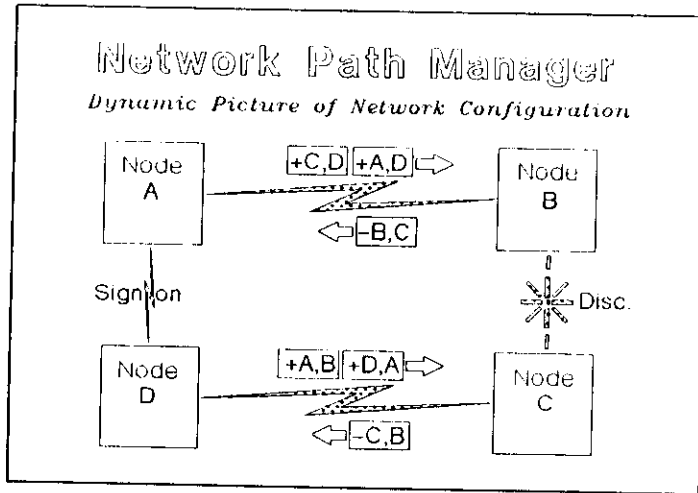 Network Path Manager
Dynamic Picture of Network Configuration
Node
A
+C,D +A,D
Node
B
–B,C
Sign on
Disc.
Node
D
+A,B +D,A
Node
C
–C,B